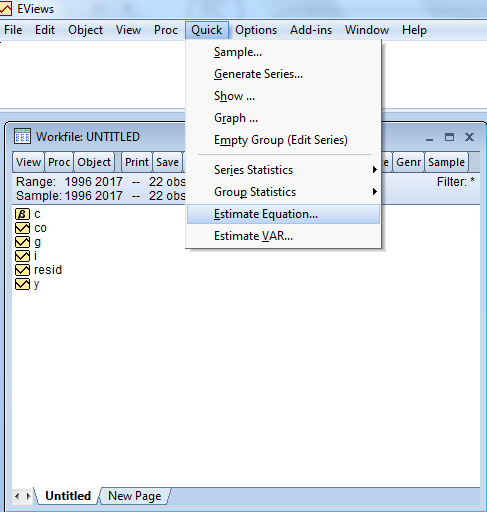 EViews
File Edit Object View Proc Quick Options Add-ins Window Help
Sample...
Generate Series...
Show ...
Graph ...
Empty Group (Edit Series)
Series Statistics
Group Statistics
Estimate Equation...
Estimate VAR...
Workfile: UNTITLED
View Proc Object Print Save Genr Sample
Range: 1996 2017 -- 22 obs Filter: *
Sample: 1996 2017 -- 22 obs
β c
co
g
i
resid
y
Untitled New Page